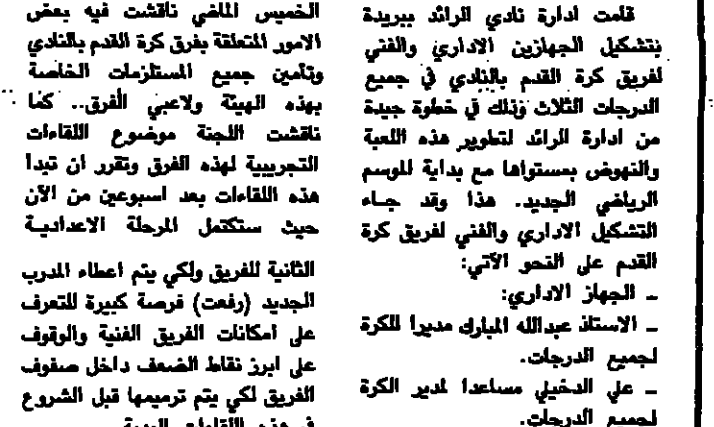 قامت ادارة نادي الرائد ببريدة
بتشكيل الجهازين الاداري والفني
لفريق كرة القدم بالنادي في جميع
الدرجات الثلاث وذلك في خطوة جيدة
من ادارة الرائد لتطوير هذه اللعبة
والنهوض بمستواها مع بداية الموسم
الرياضي الجديد. هذا وقد جاء
التشكيل الاداري والفني لفريق كرة
القدم على النحو الآتي:
ـ الجهاز الاداري:
ـ الاستاذ عبدالله المبارك مديرا للكرة
لجميع الدرجات.
ـ علي الدخيلي مساعدا لمدير الكرة
لجميع الدرجات.
الخميس الماضي ناقشت فيه بعض
الامور المتعلقة بفرق كرة القدم بالنادي
وتأمين جميع المستلزمات الخاصة
بهذه الهيئة ولاعبي الفرق.. كما
ناقشت اللجنة موضوع اللقاءات
التجريبية لهذه الفرق وتقرر ان تبدأ
هذه اللقاءات بعد اسبوعين من الآن
حيث ستكتمل المرحلة الاعدادية
الثانية للفريق ولكي يتم اعطاء المدرب
الجديد (رفعت) فرصة كبيرة للتعرف
على امكانات الفريق الفنية والوقوف
على ابرز نقاط الضعف داخل صفوف
الفريق لكي يتم ترميمها قبل الشروع
في هذه اللقاءات